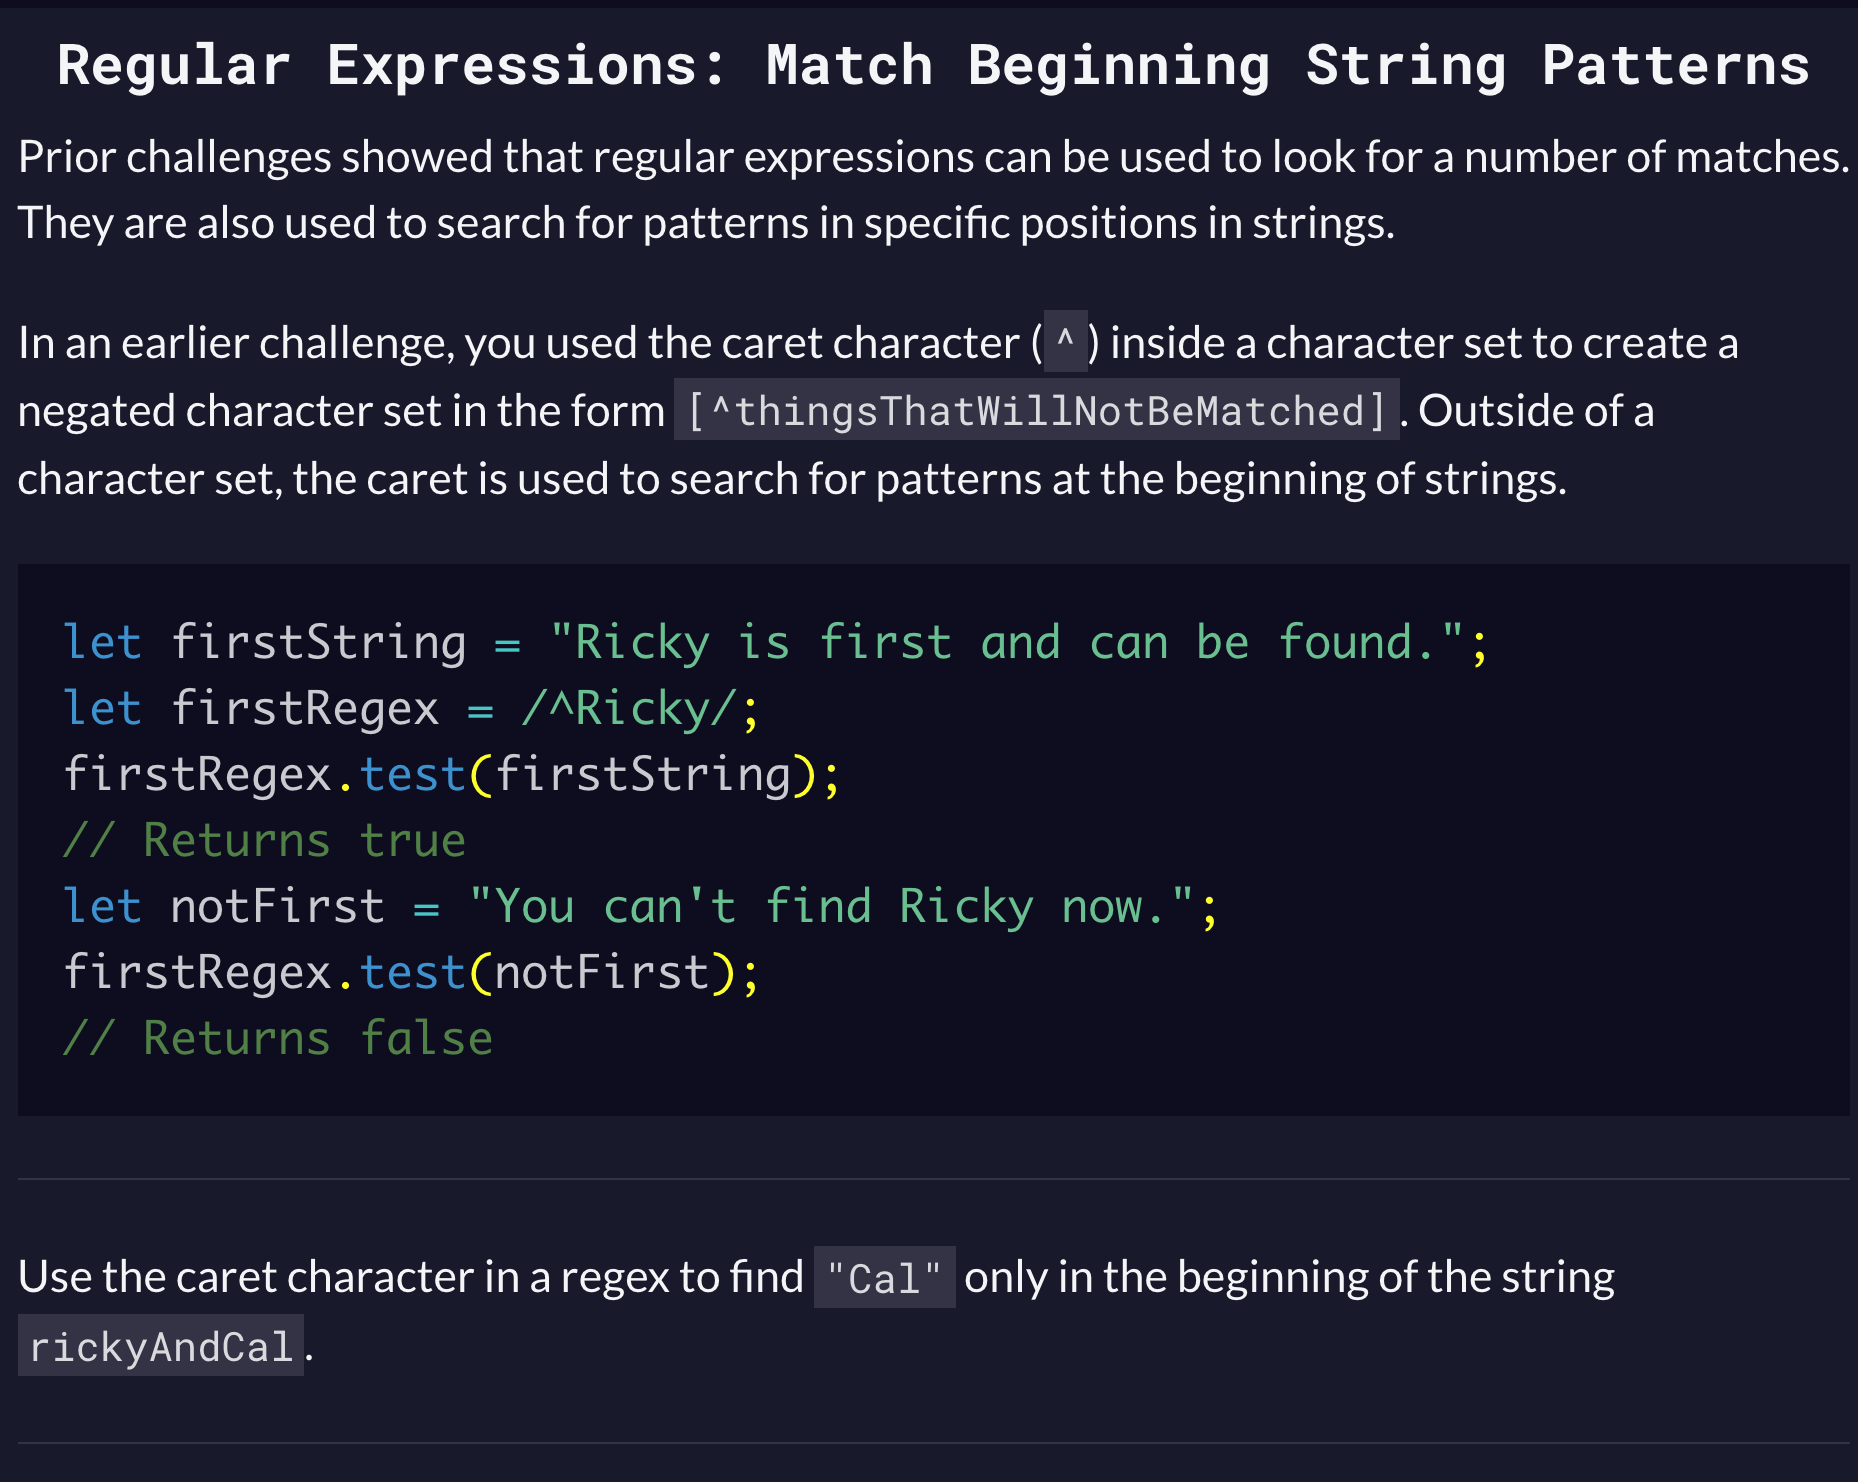 Regular Expressions: Match Beginning String Patterns
Prior challenges showed that regular expressions can be used to look for a number of matches.
They are also used to search for patterns in specific positions in strings.
In an earlier challenge, you used the caret character (^) inside a character set to create a
negated character set in the form [^thingsThatWillNotBeMatched]. Outside of a
character set, the caret is used to search for patterns at the beginning of strings.
let firstString = "Ricky is first and can be found.";
let firstRegex = /^Ricky/;
firstRegex.test(firstString);
// Returns true
let notFirst = "You can't find Ricky now.";
firstRegex.test(notFirst);
// Returns false
Use the caret character in a regex to find "Cal" only in the beginning of the string
rickyAndCal.